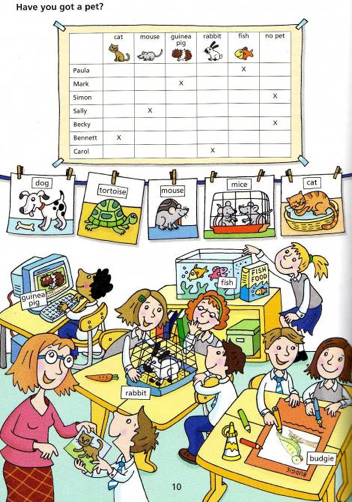 Have you got a pet?
cat mouse guinea pig rabbit fish no pet
Paula X
Mark X
Simon X
Sally X
Becky X
Bennett X
Carol X
dog
tortoise
mouse
mice
cat
guinea
pig
fish
FISH
FOOD
rabbit
budgie
BUDGIE
10